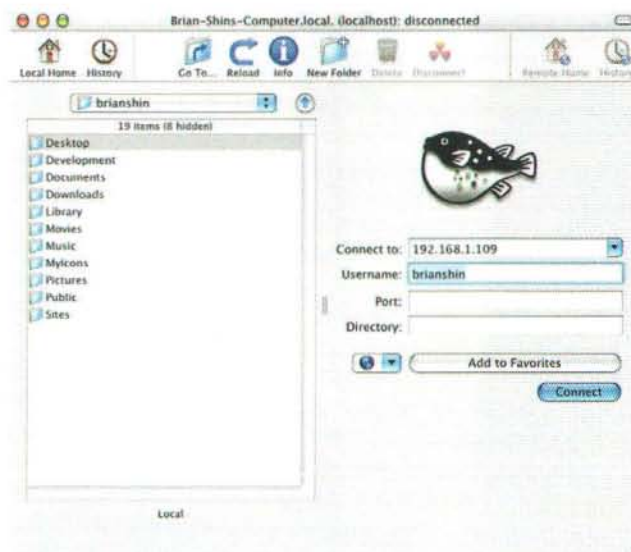 Brian-Shins-Computer.local. (localhost): disconnected
Local Home History Go To... Reload Info New Folder Delete Disconnect Remote Home History
brianshin
19 items (8 hidden)
Desktop
Development
Documents
Downloads
Library
Movies
Music
MyIcons
Pictures
Public
Sites
Connect to: 192.168.1.109
Username: brianshin
Port:
Directory:
Add to Favorites
Connect
Local